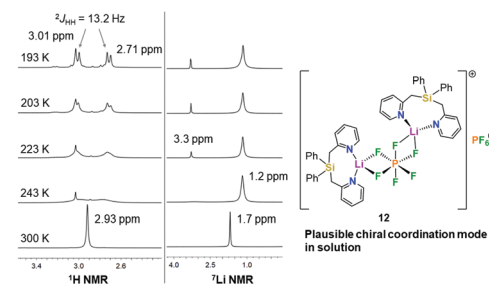 ²J_HH = 13.2 Hz
3.01 ppm
2.71 ppm
193 K
203 K
223 K
3.3 ppm
243 K
1.2 ppm
300 K
2.93 ppm
1.7 ppm
3.4 3.0 2.6
4.0 2.5 1.0
¹H NMR
⁷Li NMR
Ph Ph
Si
N N
Li
Ph
Ph
Si
N
N
Li
F F F
P
F F F
⊕
PF₆
12
Plausible chiral coordination mode
in solution